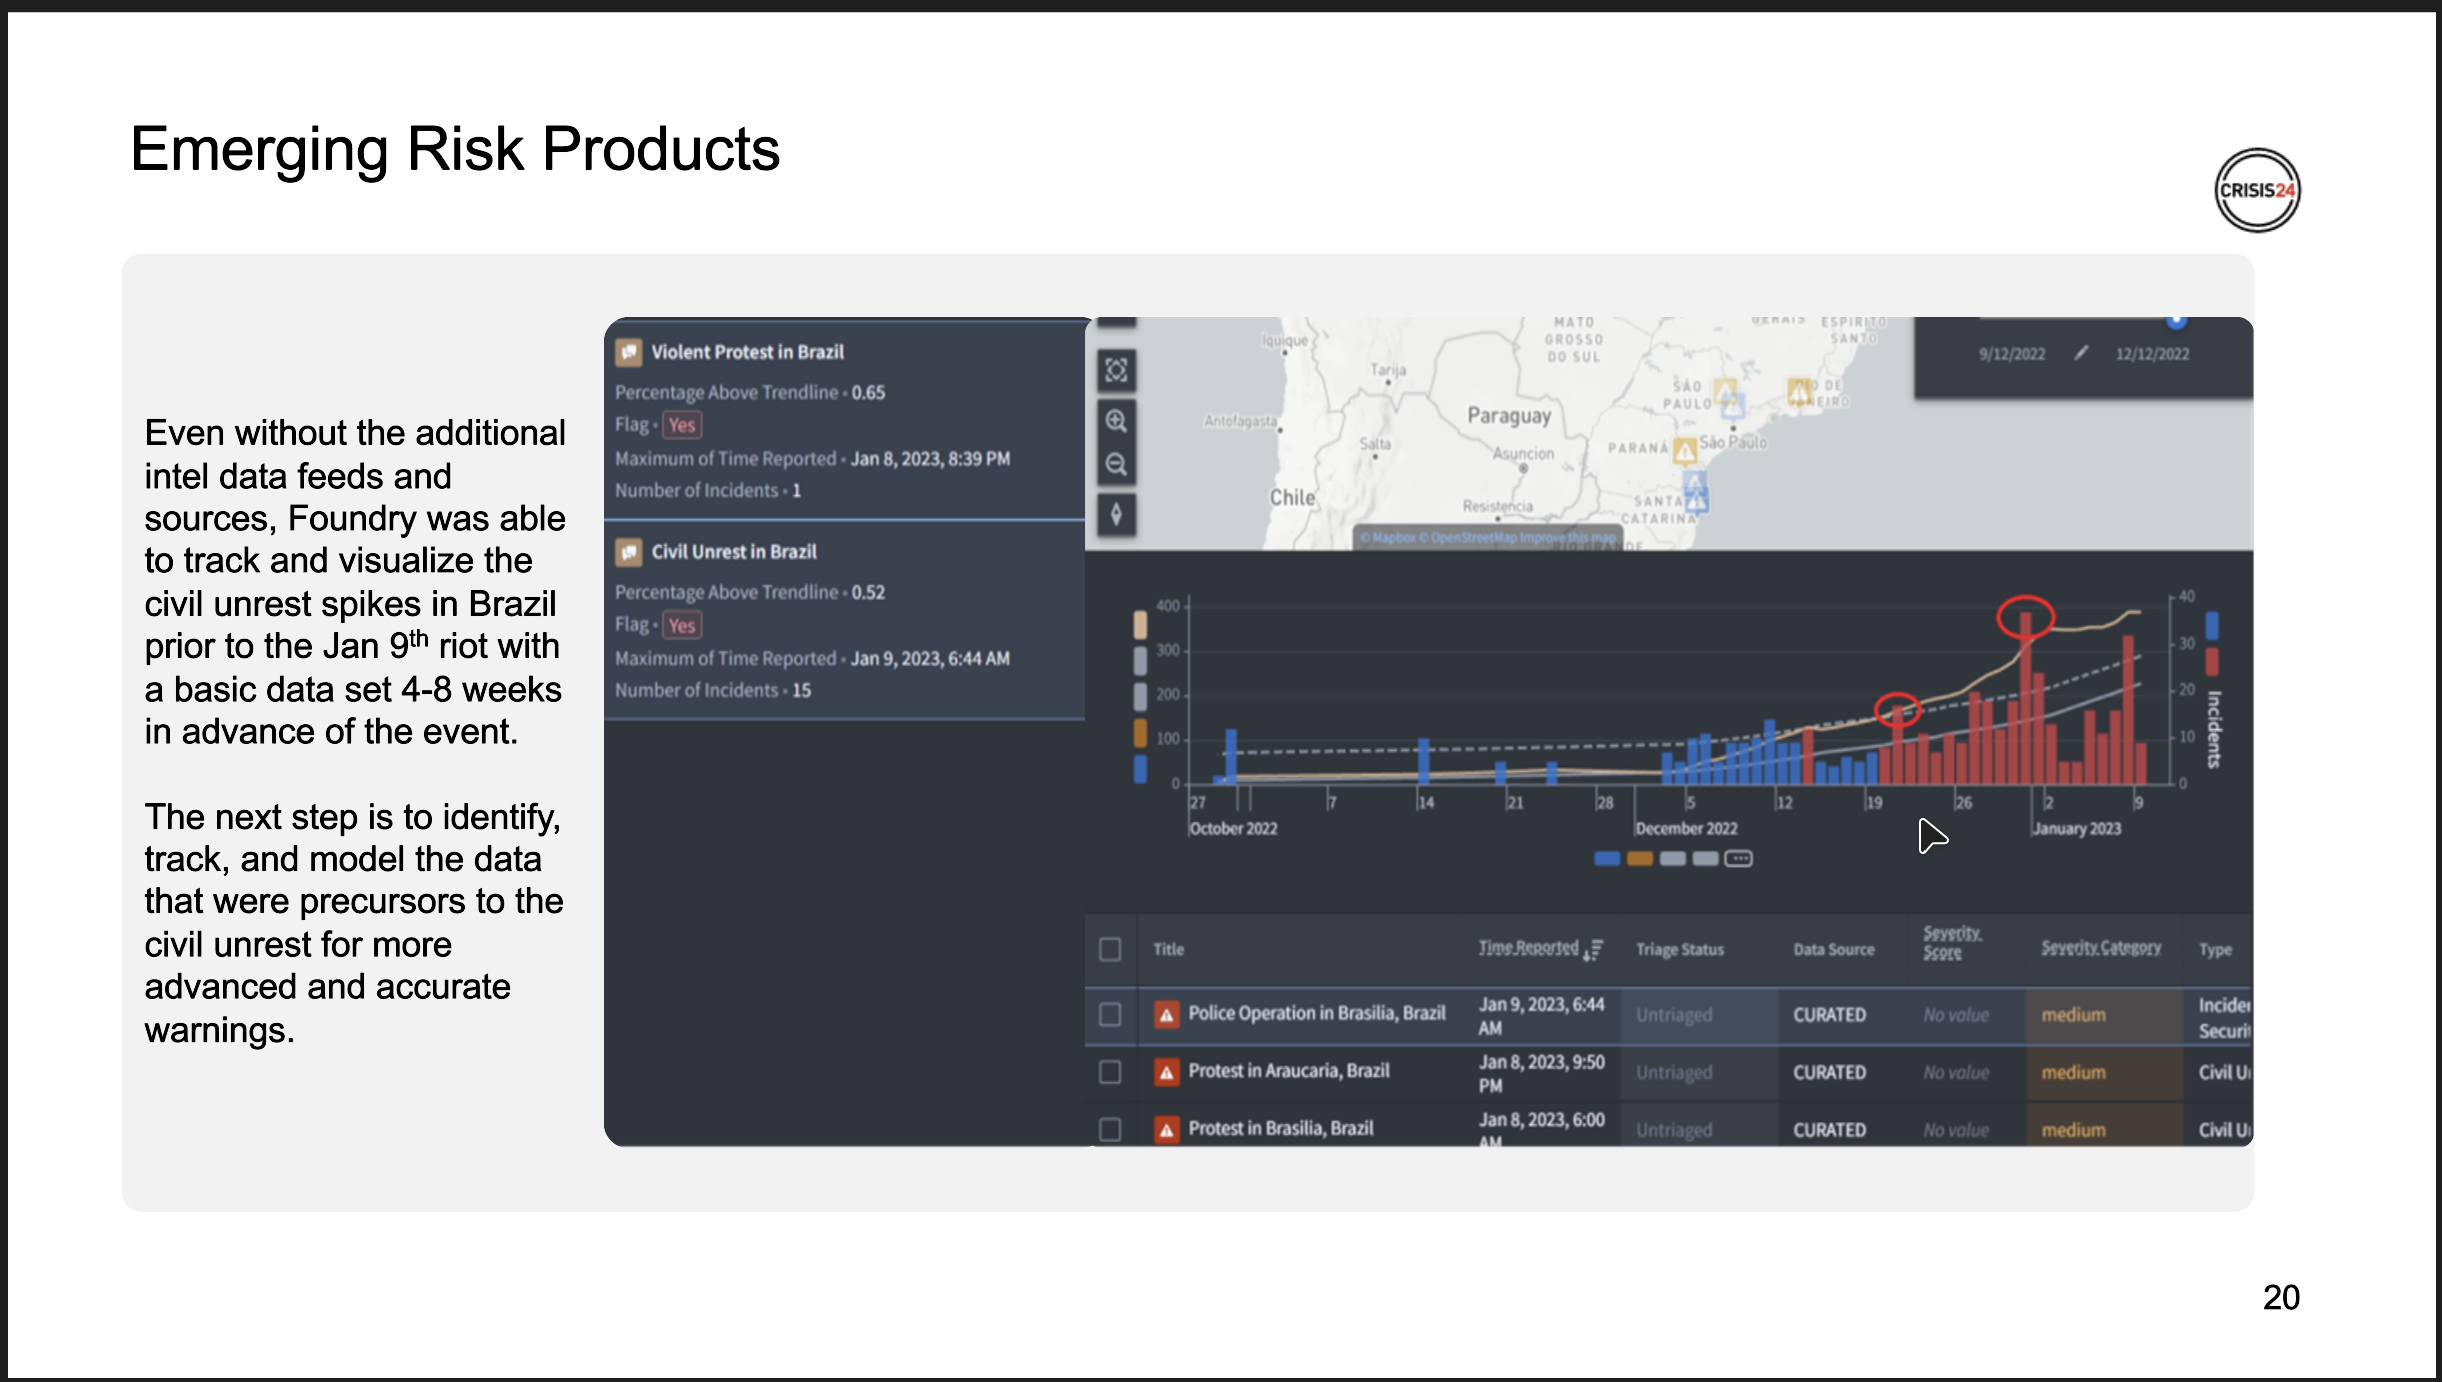 Emerging Risk Products
CRISIS24
Even without the additional
intel data feeds and
sources, Foundry was able
to track and visualize the
civil unrest spikes in Brazil
prior to the Jan 9th riot with
a basic data set 4-8 weeks
in advance of the event.
The next step is to identify,
track, and model the data
that were precursors to the
civil unrest for more
advanced and accurate
warnings.
Violent Protest in Brazil
Percentage Above Trendline • 0.65
Flag • Yes
Maximum of Time Reported • Jan 8, 2023, 8:39 PM
Number of Incidents • 1
Civil Unrest in Brazil
Percentage Above Trendline • 0.52
Flag • Yes
Maximum of Time Reported • Jan 9, 2023, 6:44 AM
Number of Incidents • 15
MATO
GROSSO
DO SUL
ESPIRITO
SANTO
Iquique
Tarija
SÃO
PAULO
DE
Antofagasta
Paraguay
Salta
Asuncion
PARANÁ
São Paulo
Chile
Resistencia
SANTA
CATARINA
© Mapbox © OpenStreetMap Improve this map
9/12/2022
12/12/2022
400
300
200
100
0
40
30
20
10
0
Incidents
27 7 14 21 28 5 12 19 26 2 9
October 2022 December 2022 January 2023
Title Time Reported Triage Status Data Source Severity Score Severity Category Type
Police Operation in Brasilia, Brazil Jan 9, 2023, 6:44 AM Untriaged CURATED No value medium
Protest in Araucaria, Brazil Jan 8, 2023, 9:50 PM Untriaged CURATED No value medium Civil
Protest in Brasilia, Brazil Jan 8, 2023, 6:00 AM Untriaged CURATED No value medium Civil
20